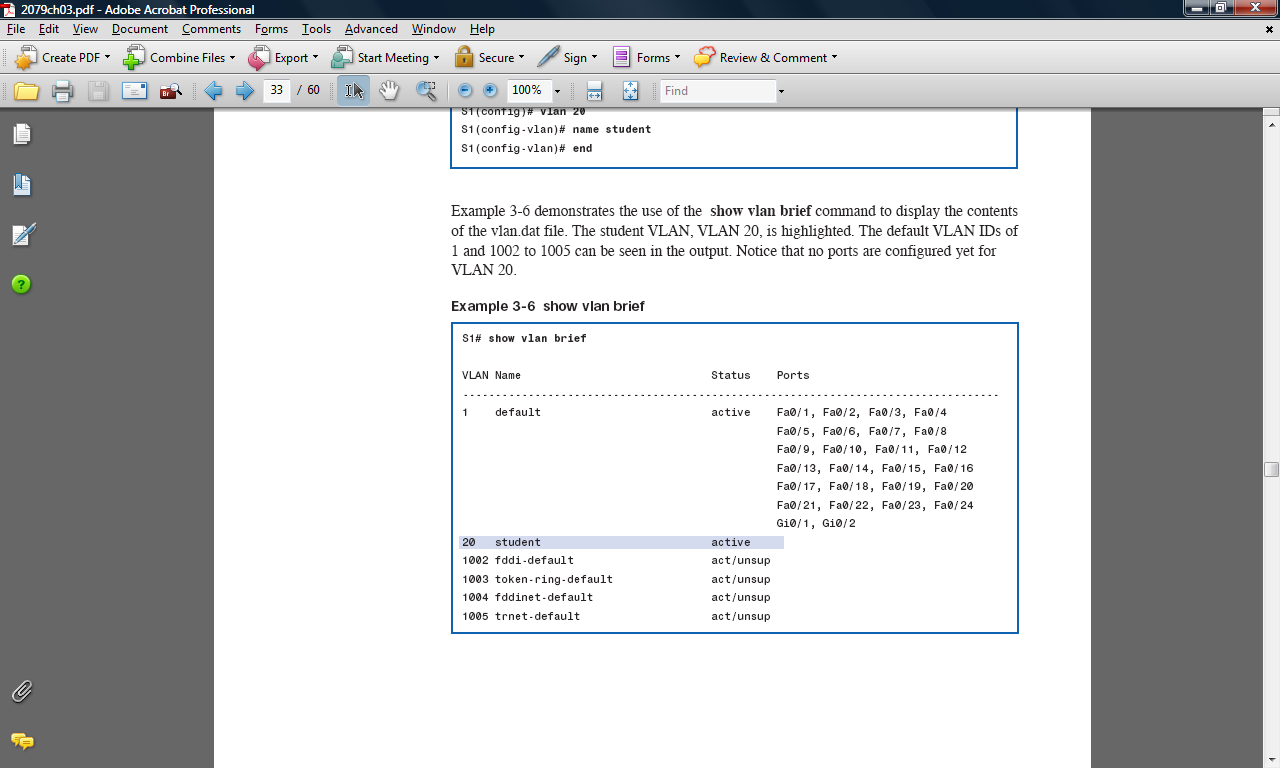 2079ch03.pdf - Adobe Acrobat Professional
File Edit View Document Comments Forms Tools Advanced Window Help
Create PDF Combine Files Export Start Meeting Secure Sign Forms Review & Comment
33 / 60 100% Find
S1(config)# vlan 20
S1(config-vlan)# name student
S1(config-vlan)# end
Example 3-6 demonstrates the use of the show vlan brief command to display the contents
of the vlan.dat file. The student VLAN, VLAN 20, is highlighted. The default VLAN IDs of
1 and 1002 to 1005 can be seen in the output. Notice that no ports are configured yet for
VLAN 20.
Example 3-6 show vlan brief
S1# show vlan brief
VLAN Name Status Ports
----------------------------------------------------------------------------------
1 default active Fa0/1, Fa0/2, Fa0/3, Fa0/4
Fa0/5, Fa0/6, Fa0/7, Fa0/8
Fa0/9, Fa0/10, Fa0/11, Fa0/12
Fa0/13, Fa0/14, Fa0/15, Fa0/16
Fa0/17, Fa0/18, Fa0/19, Fa0/20
Fa0/21, Fa0/22, Fa0/23, Fa0/24
Gi0/1, Gi0/2
20 student active
1002 fddi-default act/unsup
1003 token-ring-default act/unsup
1004 fddinet-default act/unsup
1005 trnet-default act/unsup